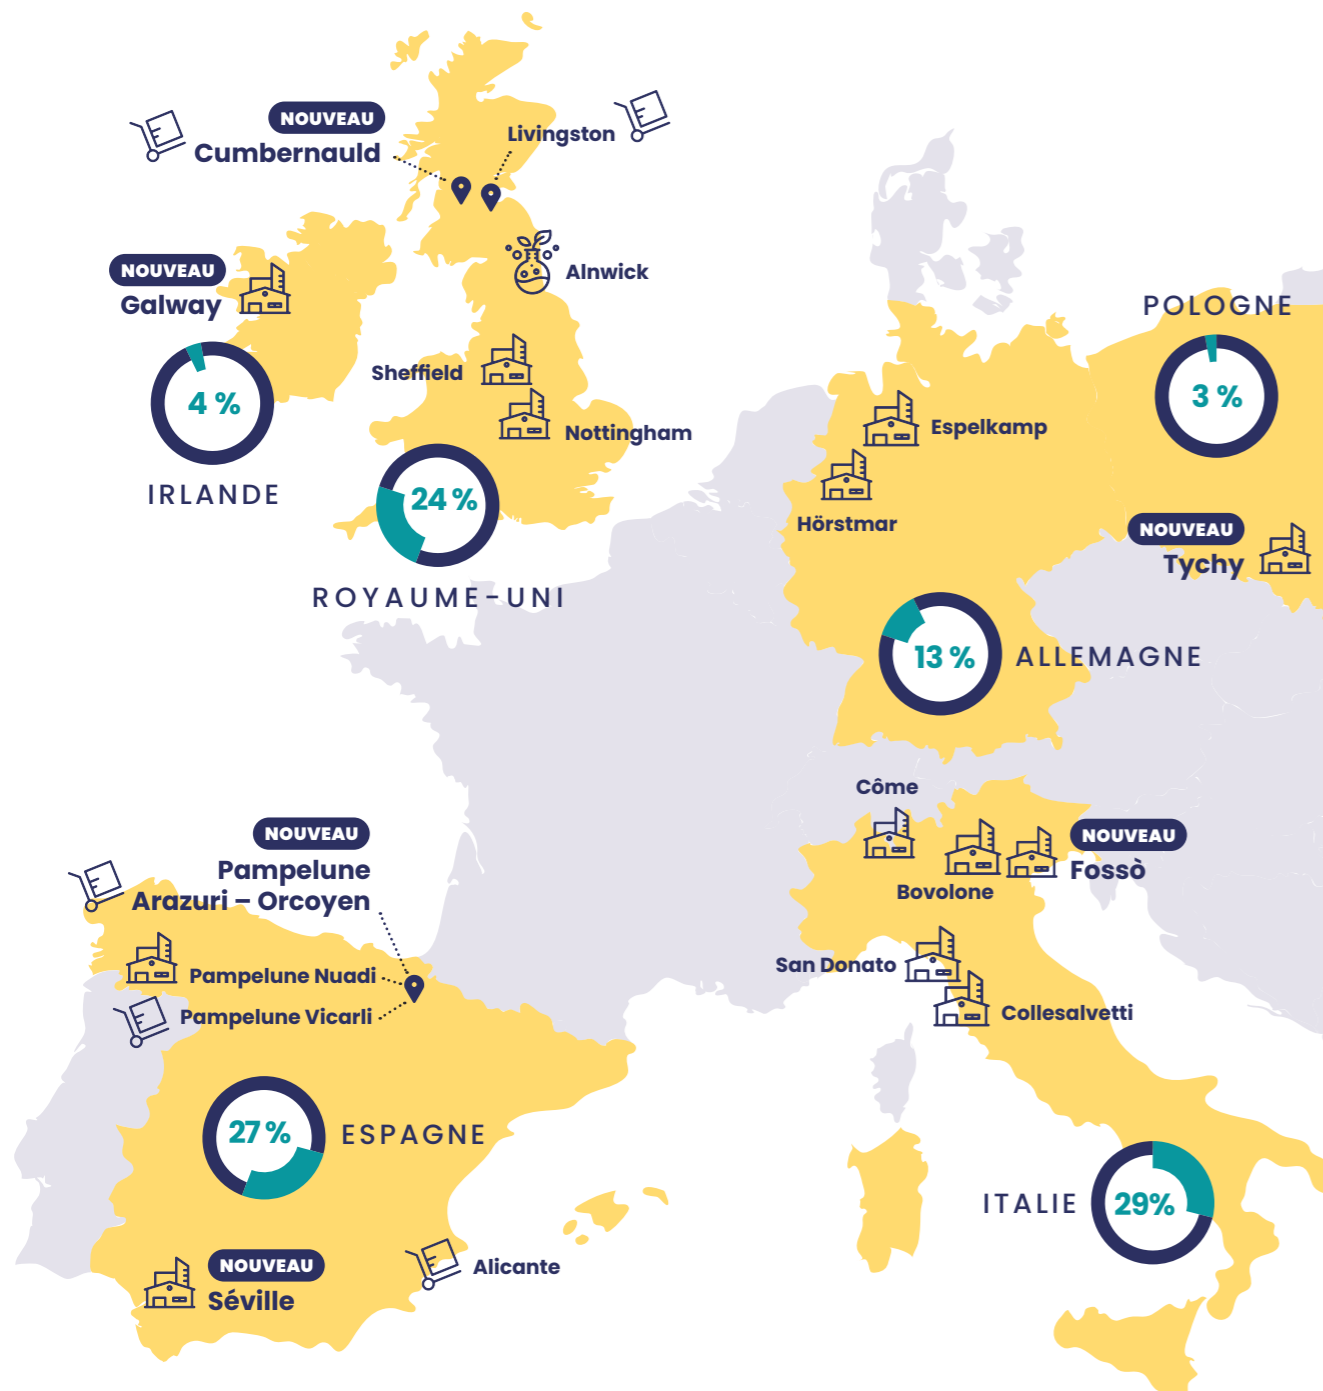 NOUVEAU
Cumbernauld
Livingston
NOUVEAU
Galway
Alnwick
4 %
IRLANDE
Sheffield
Nottingham
24 %
ROYAUME-UNI
POLOGNE
3 %
Espelkamp
Hörstmar
NOUVEAU
Tychy
13 %
ALLEMAGNE
Côme
NOUVEAU
Fossò
Bovolone
San Donato
Collesalvetti
NOUVEAU
Pampelune
Arazuri – Orcoyen
Pampelune Nuadi
Pampelune Vicarli
27 %
ESPAGNE
ITALIE
29%
NOUVEAU
Séville
Alicante